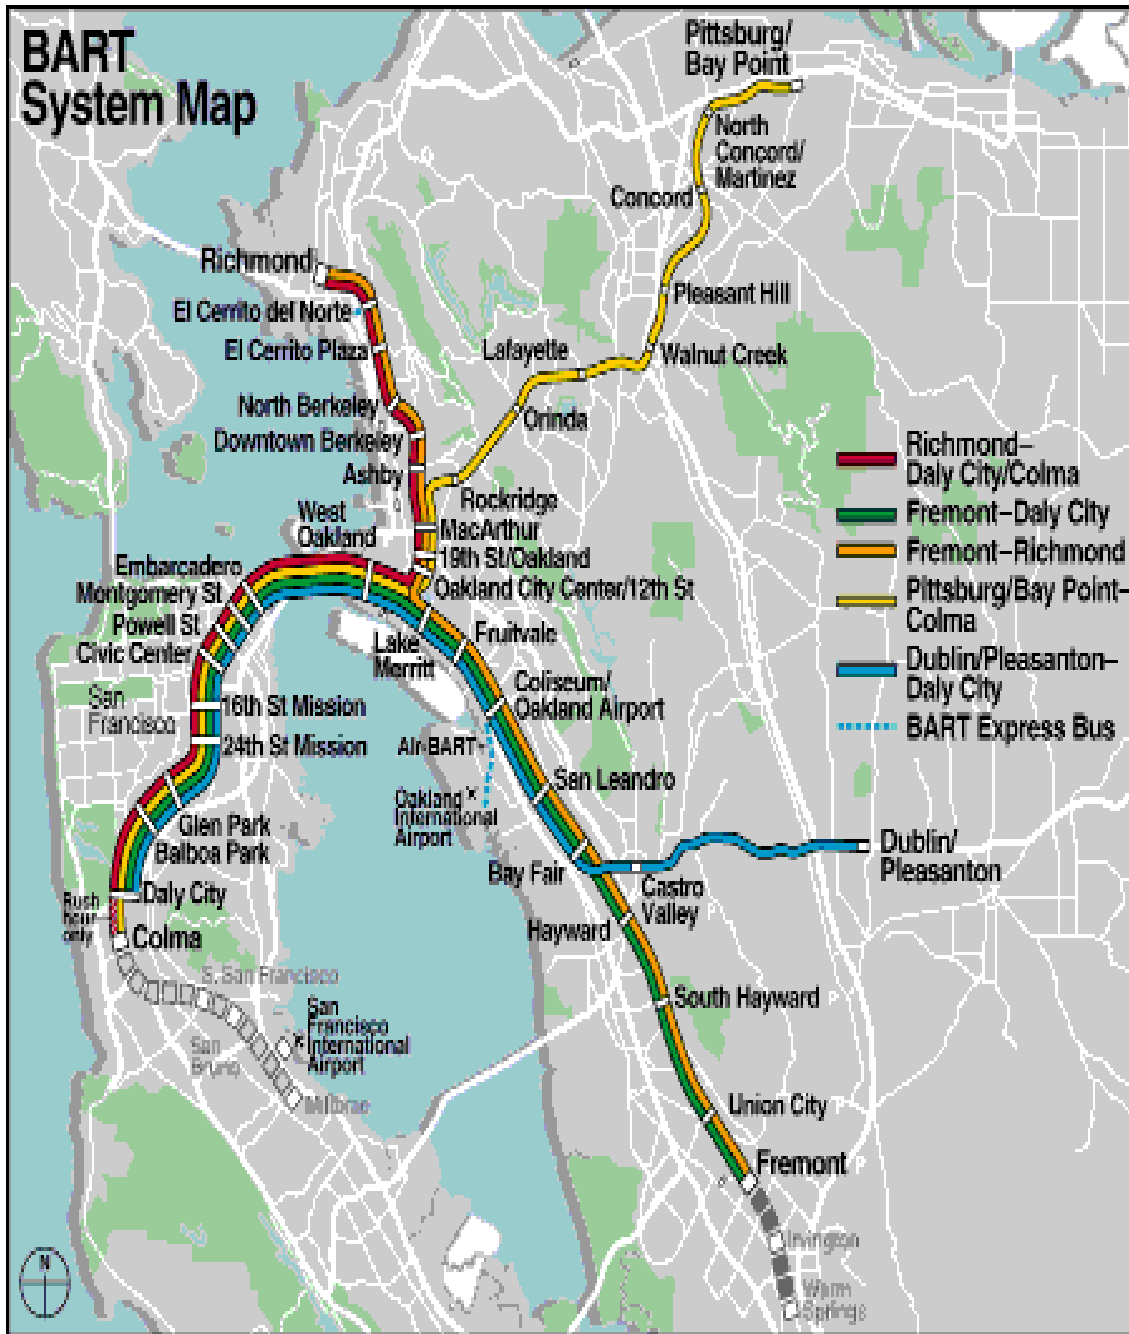 BART
System Map
Pittsburg/
Bay Point
North
Concord/
Martinez
Concord
Richmond
El Cerrito del Norte
Pleasant Hill
El Cerrito Plaza
Lafayette
Walnut Creek
North Berkeley
Orinda
Downtown Berkeley
Ashby
Rockridge
West
Oakland
MacArthur
19th St/Oakland
Oakland City Center/12th St
Embarcadero
Montgomery St
Powell St
Civic Center
Lake
Merritt
Fruitvale
San
Francisco
16th St Mission
24th St Mission
Coliseum/
Oakland Airport
Air-BART
Oakland
International
Airport
San Leandro
Glen Park
Balboa Park
Bay Fair
Castro
Valley
Dublin/
Pleasanton
Daly City
Rush
hour
only
Colma
Hayward
S. San Francisco
San
Francisco
International
Airport
San
Bruno
Millbrae
South Hayward
Union City
Fremont
Irvington
Warm
Springs
Richmond–
Daly City/Colma
Fremont–Daly City
Fremont–Richmond
Pittsburg/Bay Point–
Colma
Dublin/Pleasanton–
Daly City
BART Express Bus
N